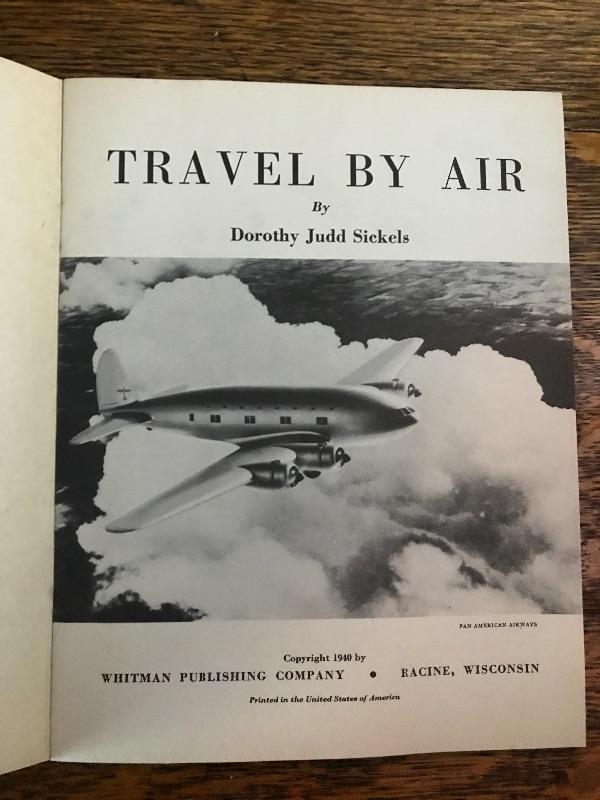 TRAVEL BY AIR
By
Dorothy Judd Sickels
PAN AMERICAN AIRWAYS
Copyright 1940 by
WHITMAN PUBLISHING COMPANY • RACINE, WISCONSIN
Printed in the United States of America